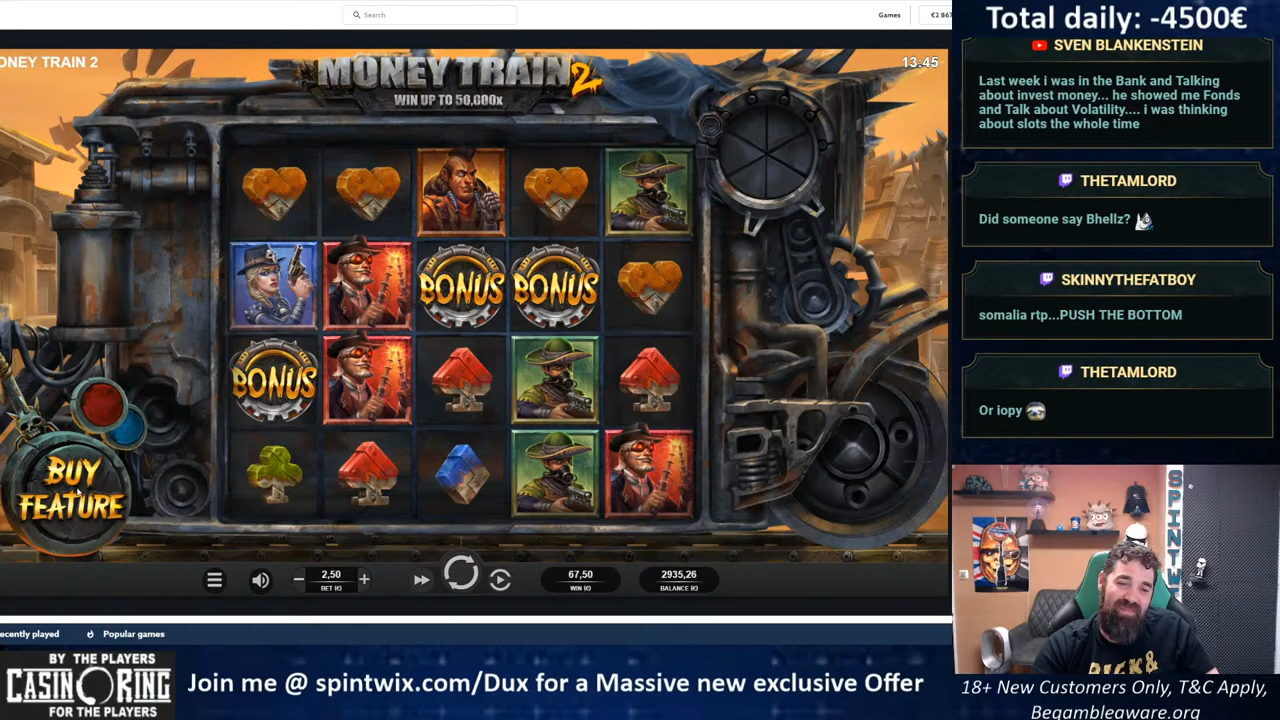 Search
Games
€2 867
ONEY TRAIN 2
MONEY TRAIN 2
WIN UP TO 50,000x
13:45
BONUS
BONUS
BONUS
BUY
FEATURE
2,50
BET (€)
67,50
WIN (€)
2935,26
BALANCE (€)
ecently played
Popular games
BY THE PLAYERS
CASINORING
FOR THE PLAYERS
Join me @ spintwix.com/Dux for a Massive new exclusive Offer
Total daily: -4500€
SVEN BLANKENSTEIN
Last week i was in the Bank and Talking
about invest money... he showed me Fonds
and Talk about Volatility.... i was thinking
about slots the whole time
THETAMLORD
Did someone say Bhellz?
SKINNYTHEFATBOY
somalia rtp...PUSH THE BOTTOM
THETAMLORD
Or iopy
SPINTW
18+ New Customers Only, T&C Apply,
Begambleaware.org